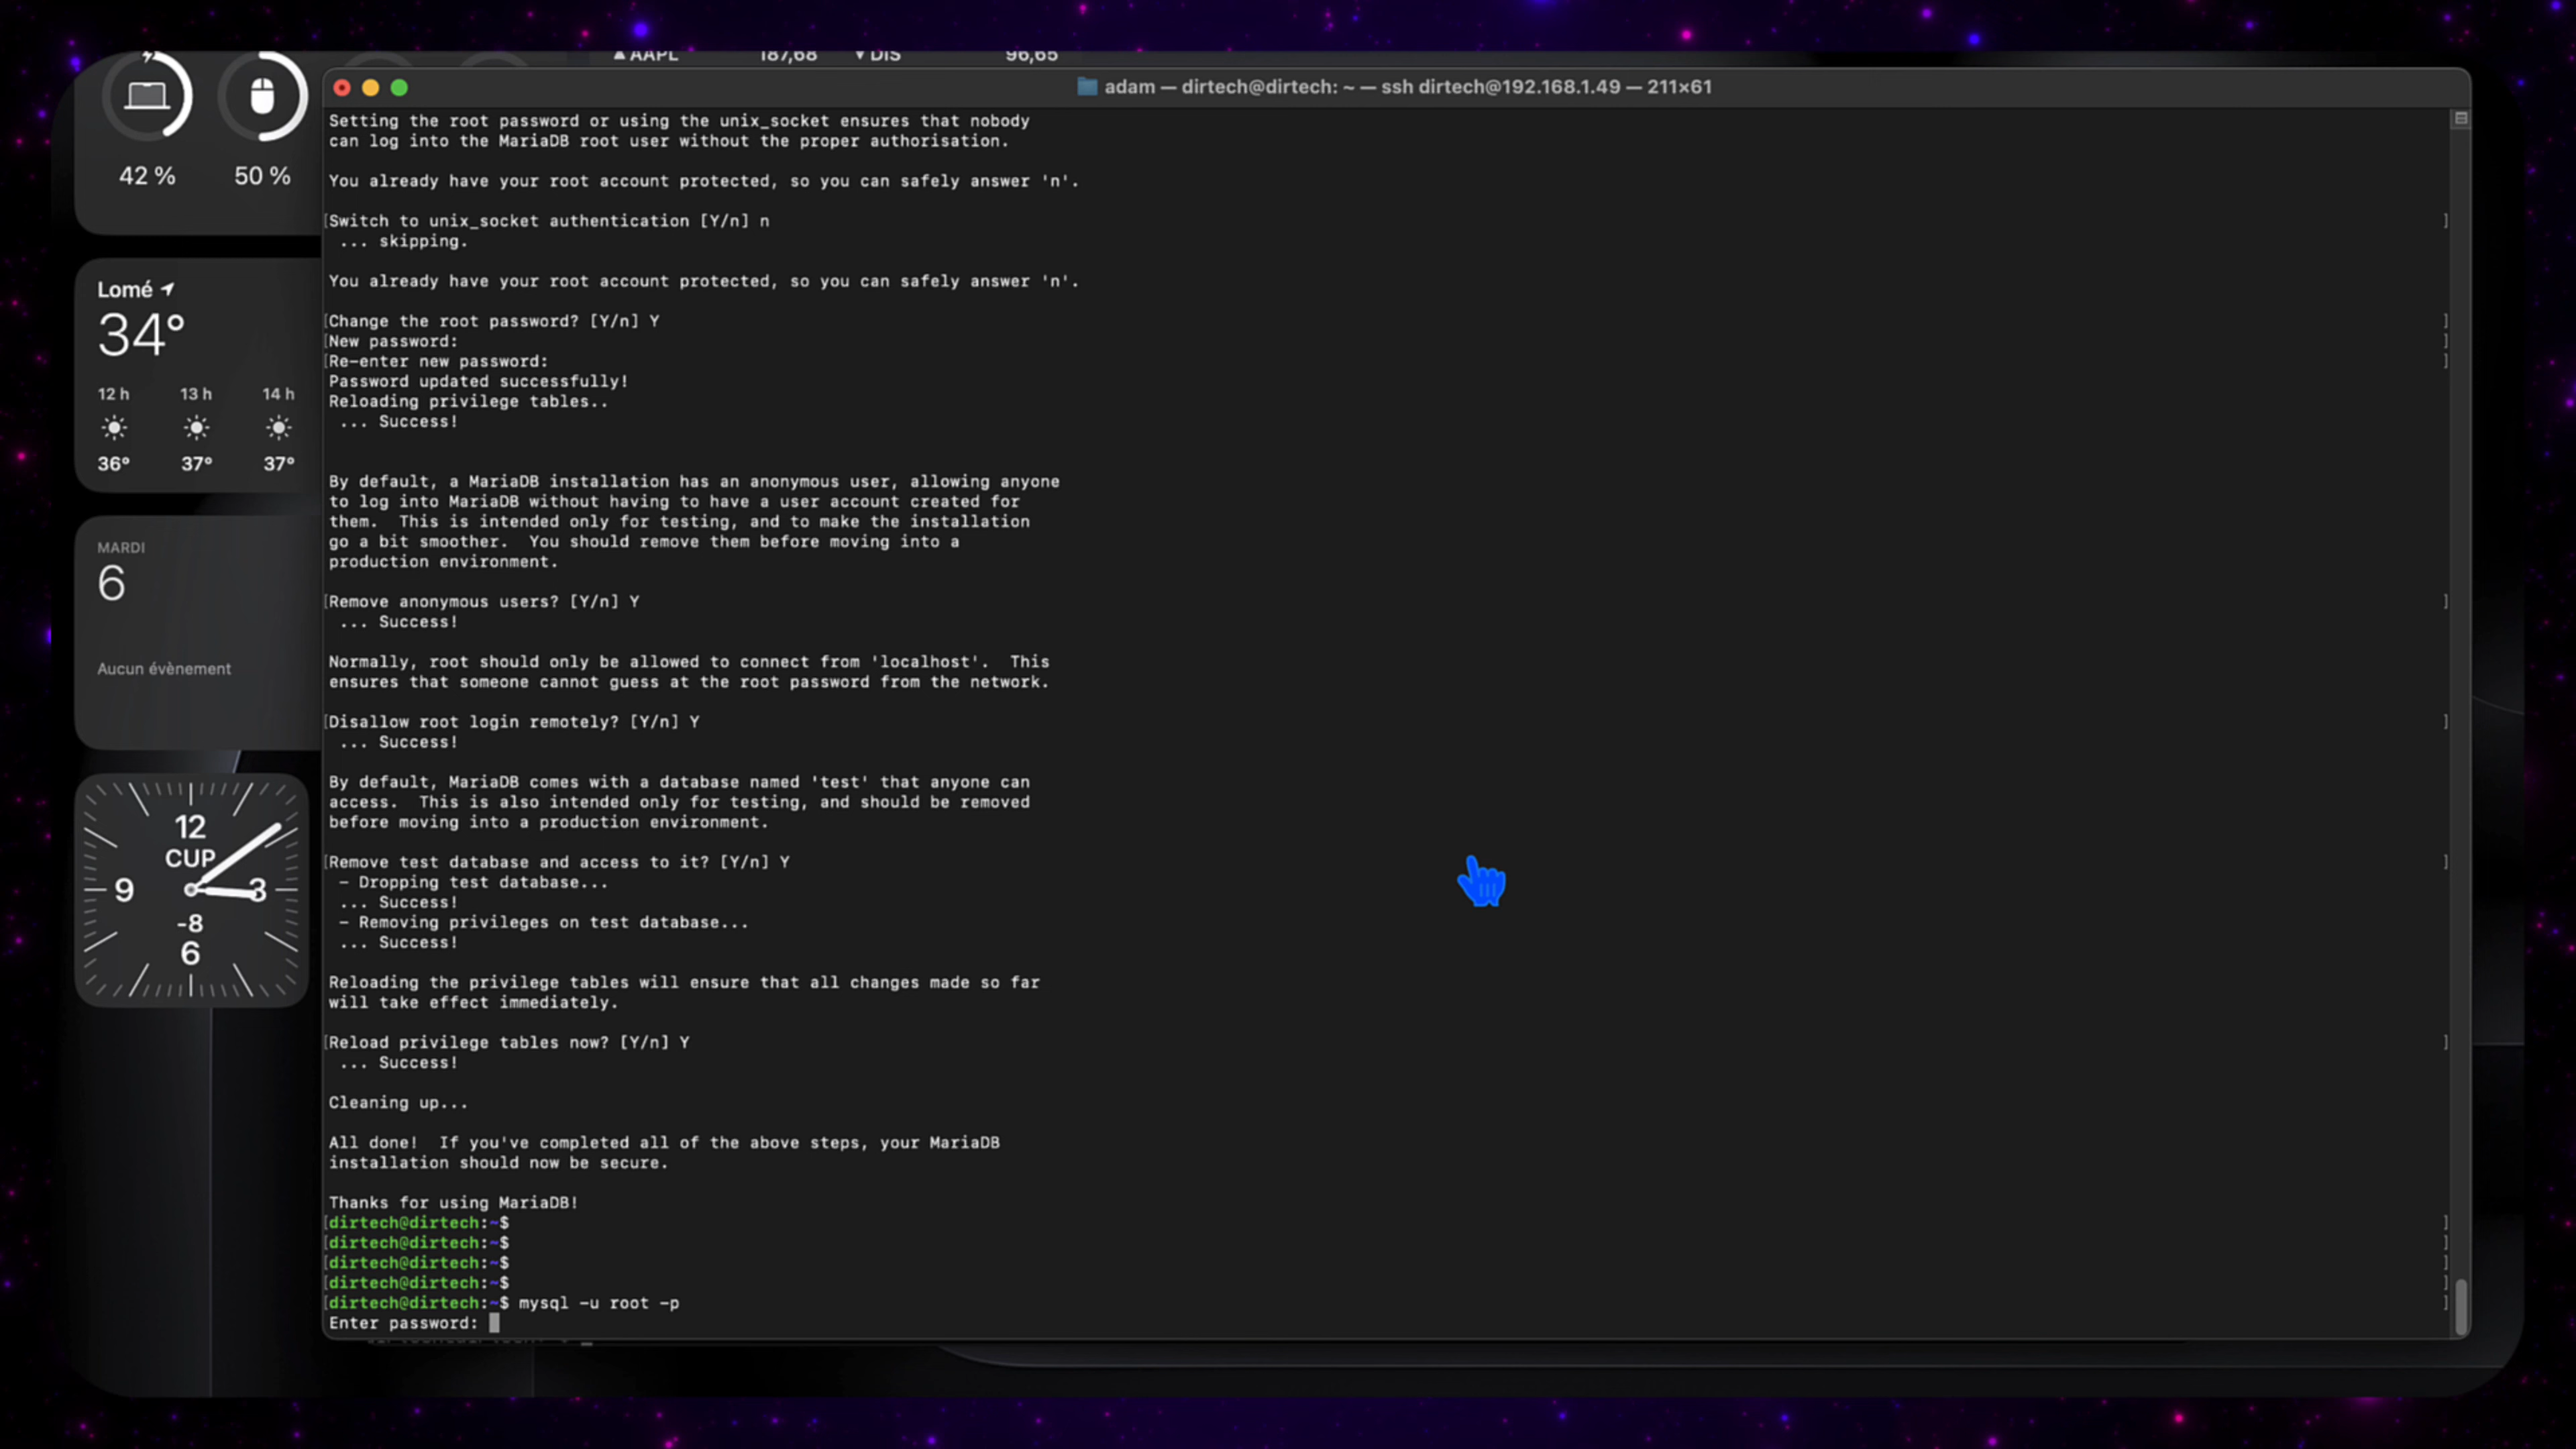 ▲AAPL 187,68 ▼DIS 96,65
42 % 50 %
Lomé
34°
12 h 13 h 14 h
36° 37° 37°
MARDI
6
Aucun évènement
12
CUP
9 3
-8
6
adam — dirtech@dirtech: ~ — ssh dirtech@192.168.1.49 — 211×61
Setting the root password or using the unix_socket ensures that nobody
can log into the MariaDB root user without the proper authorisation.
You already have your root account protected, so you can safely answer 'n'.
[Switch to unix_socket authentication [Y/n] n ]
... skipping.
You already have your root account protected, so you can safely answer 'n'.
[Change the root password? [Y/n] Y ]
[New password: ]
[Re-enter new password: ]
Password updated successfully!
Reloading privilege tables..
... Success!
By default, a MariaDB installation has an anonymous user, allowing anyone
to log into MariaDB without having to have a user account created for
them.  This is intended only for testing, and to make the installation
go a bit smoother.  You should remove them before moving into a
production environment.
[Remove anonymous users? [Y/n] Y ]
... Success!
Normally, root should only be allowed to connect from 'localhost'.  This
ensures that someone cannot guess at the root password from the network.
[Disallow root login remotely? [Y/n] Y ]
... Success!
By default, MariaDB comes with a database named 'test' that anyone can
access.  This is also intended only for testing, and should be removed
before moving into a production environment.
[Remove test database and access to it? [Y/n] Y ]
- Dropping test database...
... Success!
- Removing privileges on test database...
... Success!
Reloading the privilege tables will ensure that all changes made so far
will take effect immediately.
[Reload privilege tables now? [Y/n] Y ]
... Success!
Cleaning up...
All done!  If you've completed all of the above steps, your MariaDB
installation should now be secure.
Thanks for using MariaDB!
[dirtech@dirtech:~$ ]
[dirtech@dirtech:~$ ]
[dirtech@dirtech:~$ ]
[dirtech@dirtech:~$ ]
[dirtech@dirtech:~$ mysql -u root -p ]
Enter password: